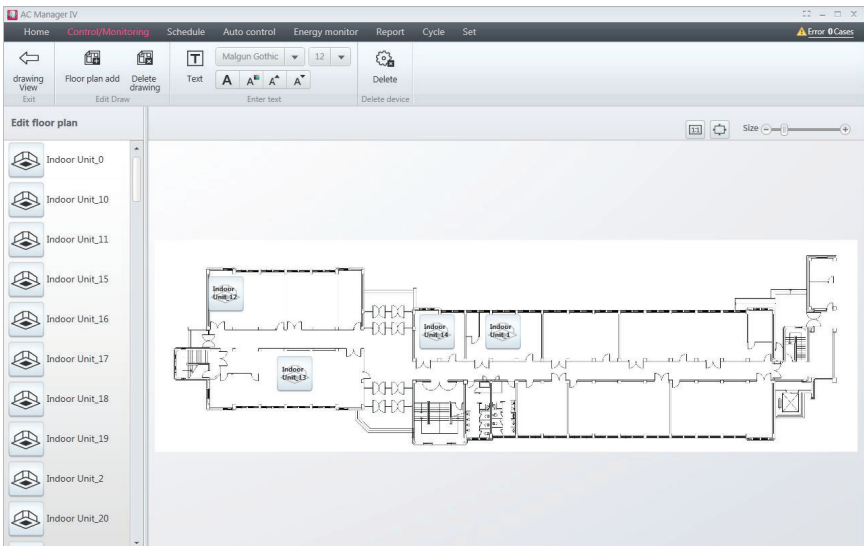 AC Manager IV
Home Control/Monitoring Schedule Auto control Energy monitor Report Cycle Set Error 0 Cases
drawing View
Floor plan add
Delete drawing
Text
Malgun Gothic 12
A A A A
Delete
Exit Edit Draw Enter text Delete device
Edit floor plan
1:1 Size
Indoor Unit_0
Indoor Unit_10
Indoor Unit_11
Indoor Unit_15
Indoor Unit_16
Indoor Unit_17
Indoor Unit_18
Indoor Unit_19
Indoor Unit_2
Indoor Unit_20
Indoor
Unit_12
Indoor
Unit_14
Indoor
Unit_1
Indoor
Unit_13